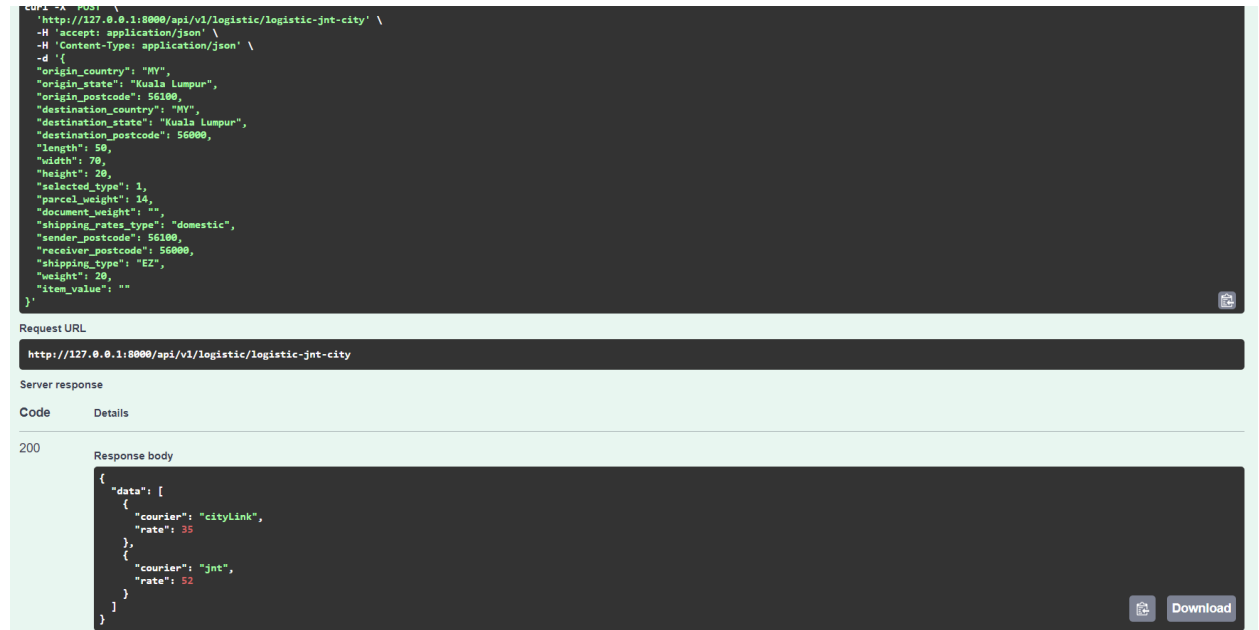 curl -X 'POST' \
'http://127.0.0.1:8000/api/v1/logistic/logistic-jnt-city' \
-H 'accept: application/json' \
-H 'Content-Type: application/json' \
-d '{
"origin_country": "MY",
"origin_state": "Kuala Lumpur",
"origin_postcode": 56100,
"destination_country": "MY",
"destination_state": "Kuala Lumpur",
"destination_postcode": 56000,
"length": 50,
"width": 70,
"height": 20,
"selected_type": 1,
"parcel_weight": 14,
"document_weight": "",
"shipping_rates_type": "domestic",
"sender_postcode": 56100,
"receiver_postcode": 56000,
"shipping_type": "EZ",
"weight": 20,
"item_value": ""
}'
Request URL
http://127.0.0.1:8000/api/v1/logistic/logistic-jnt-city
Server response
Code Details
200
Response body
{
"data": [
{
"courier": "cityLink",
"rate": 35
},
{
"courier": "jnt",
"rate": 52
}
]
}
Download